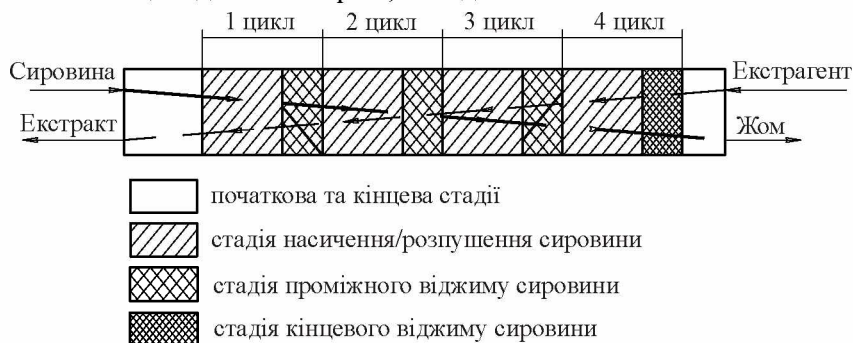 1 цикл 2 цикл 3 цикл 4 цикл
Сировина Екстрагент
Екстракт Жом
початкова та кінцева стадії
стадія насичення/розпушення сировини
стадія проміжного віджиму сировини
стадія кінцевого віджиму сировини